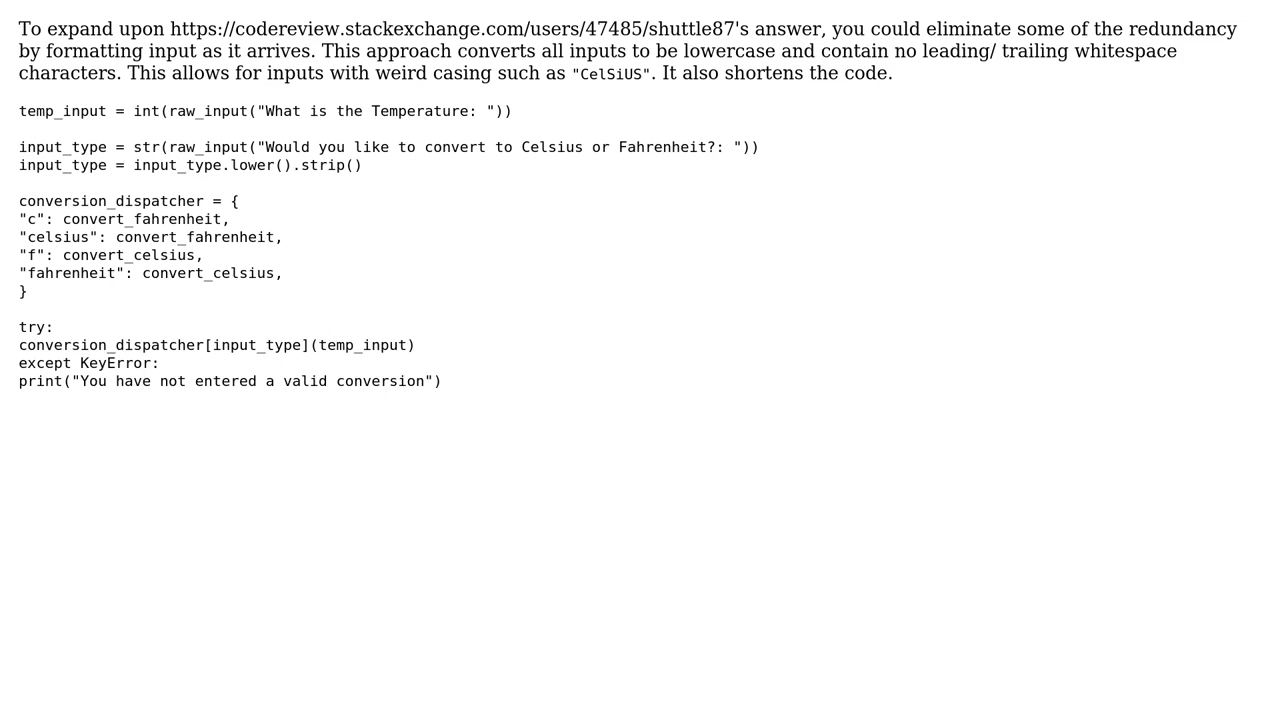 To expand upon https://codereview.stackexchange.com/users/47485/shuttle87's answer, you could eliminate some of the redundancy
by formatting input as it arrives. This approach converts all inputs to be lowercase and contain no leading/ trailing whitespace
characters. This allows for inputs with weird casing such as "CelSiUS". It also shortens the code.
temp_input = int(raw_input("What is the Temperature: "))
input_type = str(raw_input("Would you like to convert to Celsius or Fahrenheit?: "))
input_type = input_type.lower().strip()
conversion_dispatcher = {
"c": convert_fahrenheit,
"celsius": convert_fahrenheit,
"f": convert_celsius,
"fahrenheit": convert_celsius,
}
try:
conversion_dispatcher[input_type](temp_input)
except KeyError:
print("You have not entered a valid conversion")